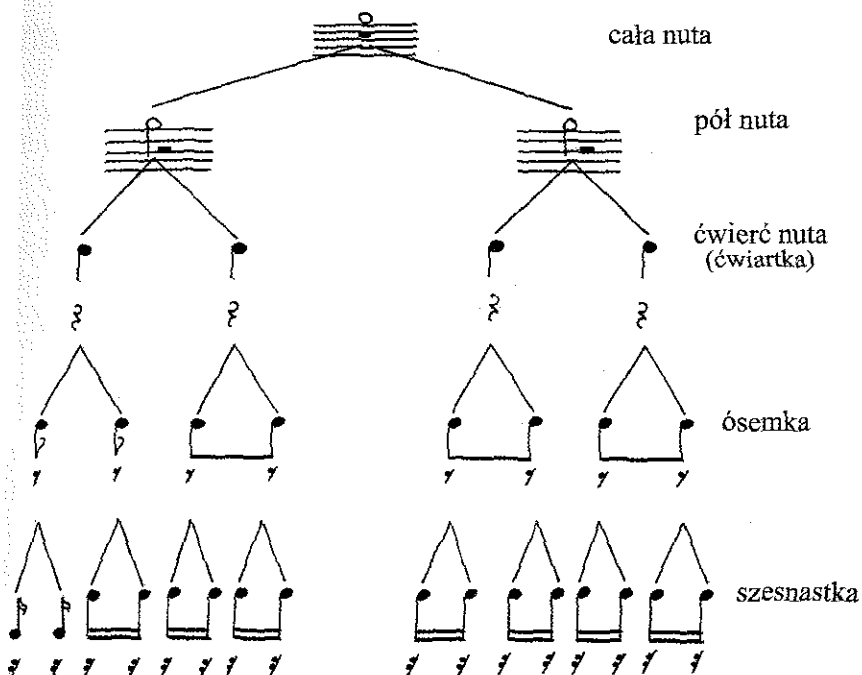 cała nuta
pół nuta
ćwierć nuta
(ćwiartka)
ósemka
szesnastka